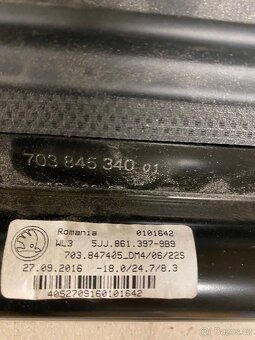 703 845 340 01
Romania 0101642
WL3 5JJ.861.397-9B9
703.847405_DM4/06/22S
27.09.2016 -18.0/24.7/8.3
4052709160101642